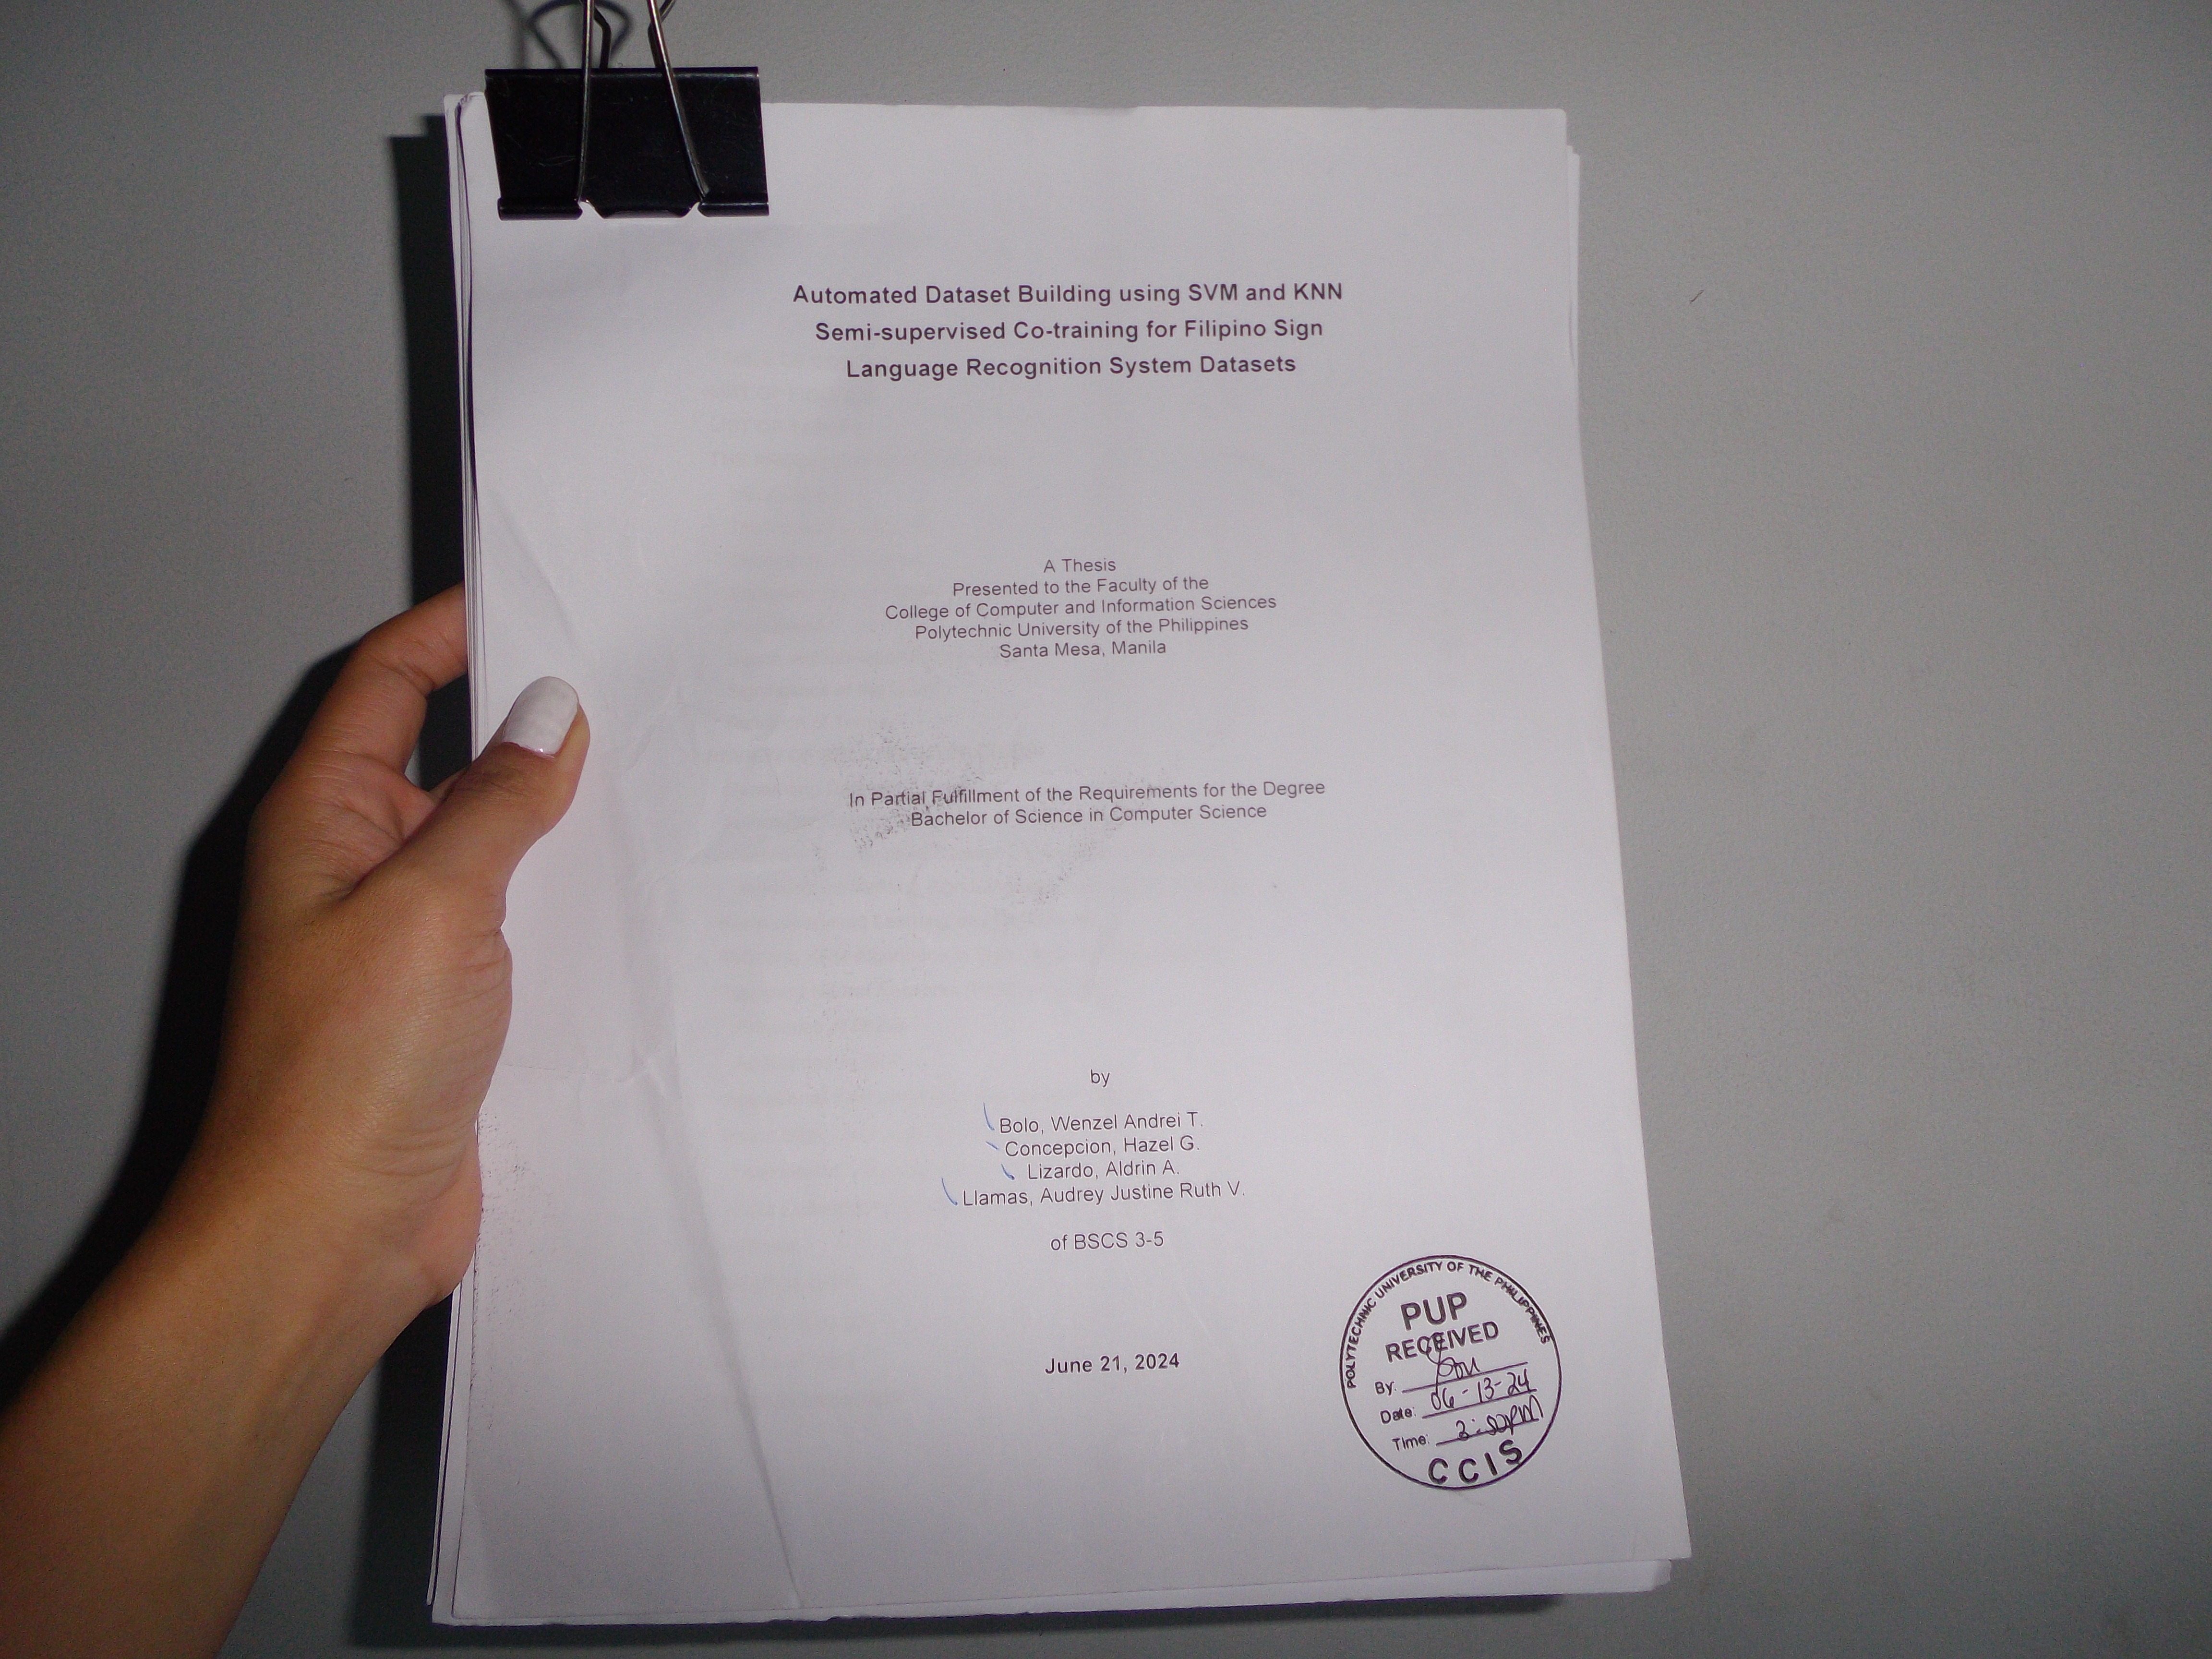 Automated Dataset Building using SVM and KNN
Semi-supervised Co-training for Filipino Sign
Language Recognition System Datasets
A Thesis
Presented to the Faculty of the
College of Computer and Information Sciences
Polytechnic University of the Philippines
Santa Mesa, Manila
In Partial Fulfillment of the Requirements for the Degree
Bachelor of Science in Computer Science
by
Bolo, Wenzel Andrei T.
Concepcion, Hazel G.
Lizardo, Aldrin A.
Llamas, Audrey Justine Ruth V.
of BSCS 3-5
June 21, 2024
POLYTECHNIC UNIVERSITY OF THE PHILIPPINES
PUP
RECEIVED
By:
Date: 06-13-24
Time:
CCIS